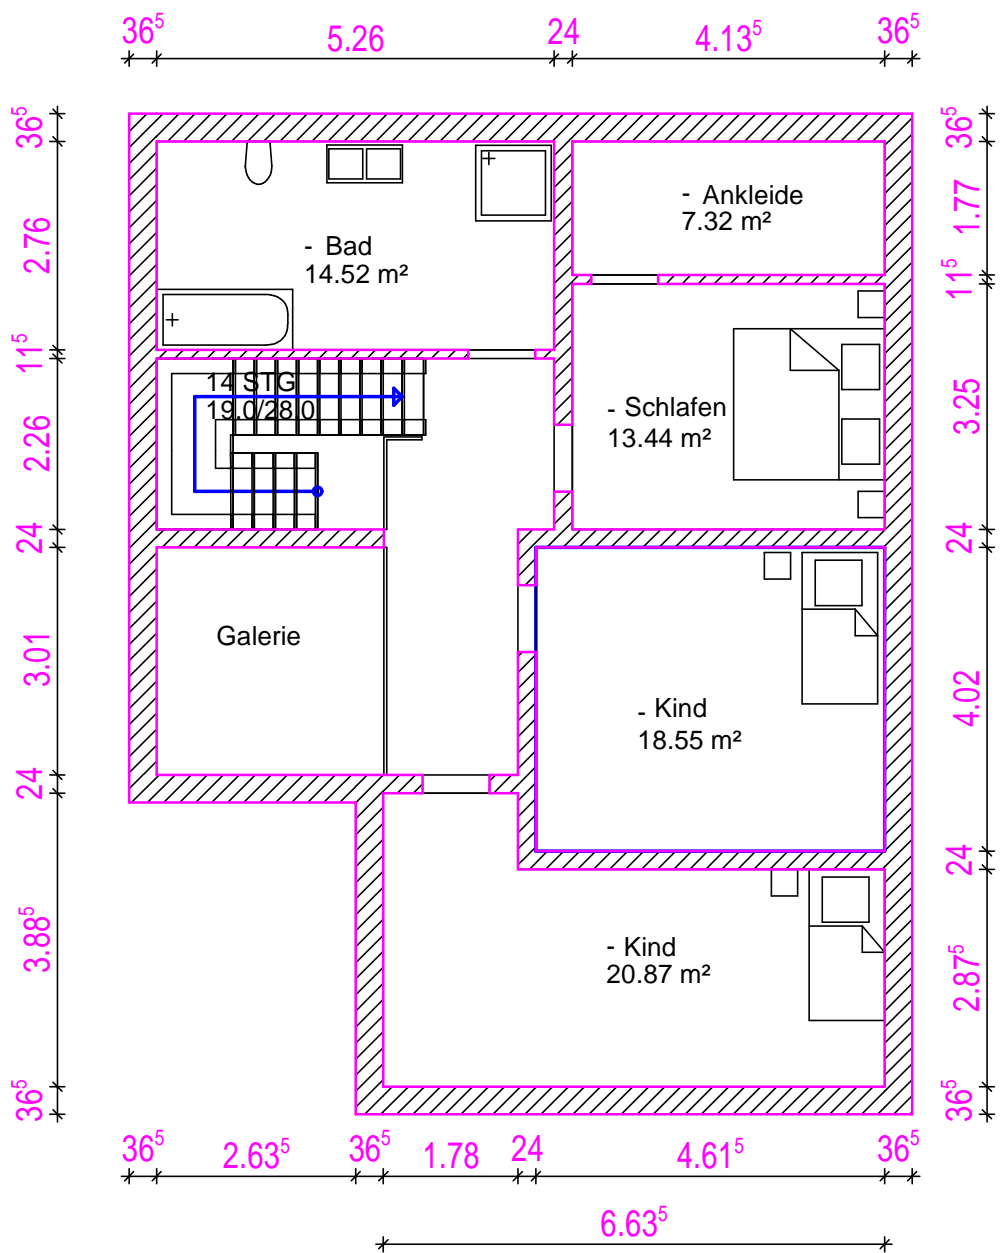 36⁵ 5.26 24 4.13⁵ 36⁵
36⁵
2.76
11⁵
2.26
24
3.01
24
3.88⁵
36⁵
- Bad
14.52 m²
- Ankleide
7.32 m²
14 STG
19.0/28.0
- Schlafen
13.44 m²
Galerie
- Kind
18.55 m²
- Kind
20.87 m²
36⁵
1.77
11⁵
3.25
24
4.02
24
2.87⁵
36⁵
36⁵ 2.63⁵ 36⁵ 1.78 24 4.61⁵ 36⁵
6.63⁵